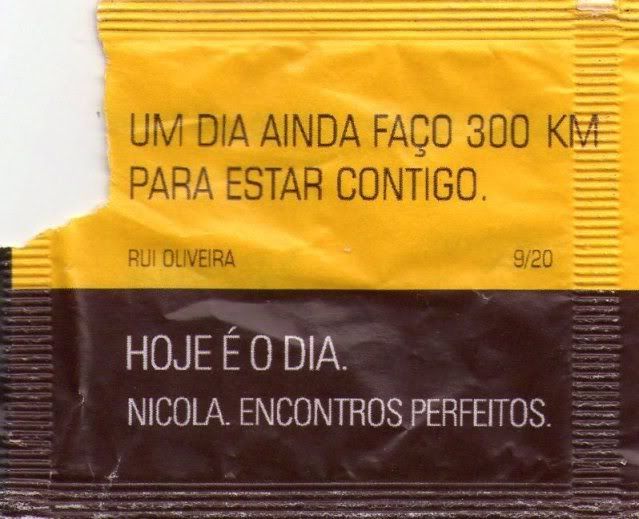 UM DIA AINDA FAÇO 300 KM
PARA ESTAR CONTIGO.
RUI OLIVEIRA 9/20
HOJE É O DIA.
NICOLA. ENCONTROS PERFEITOS.